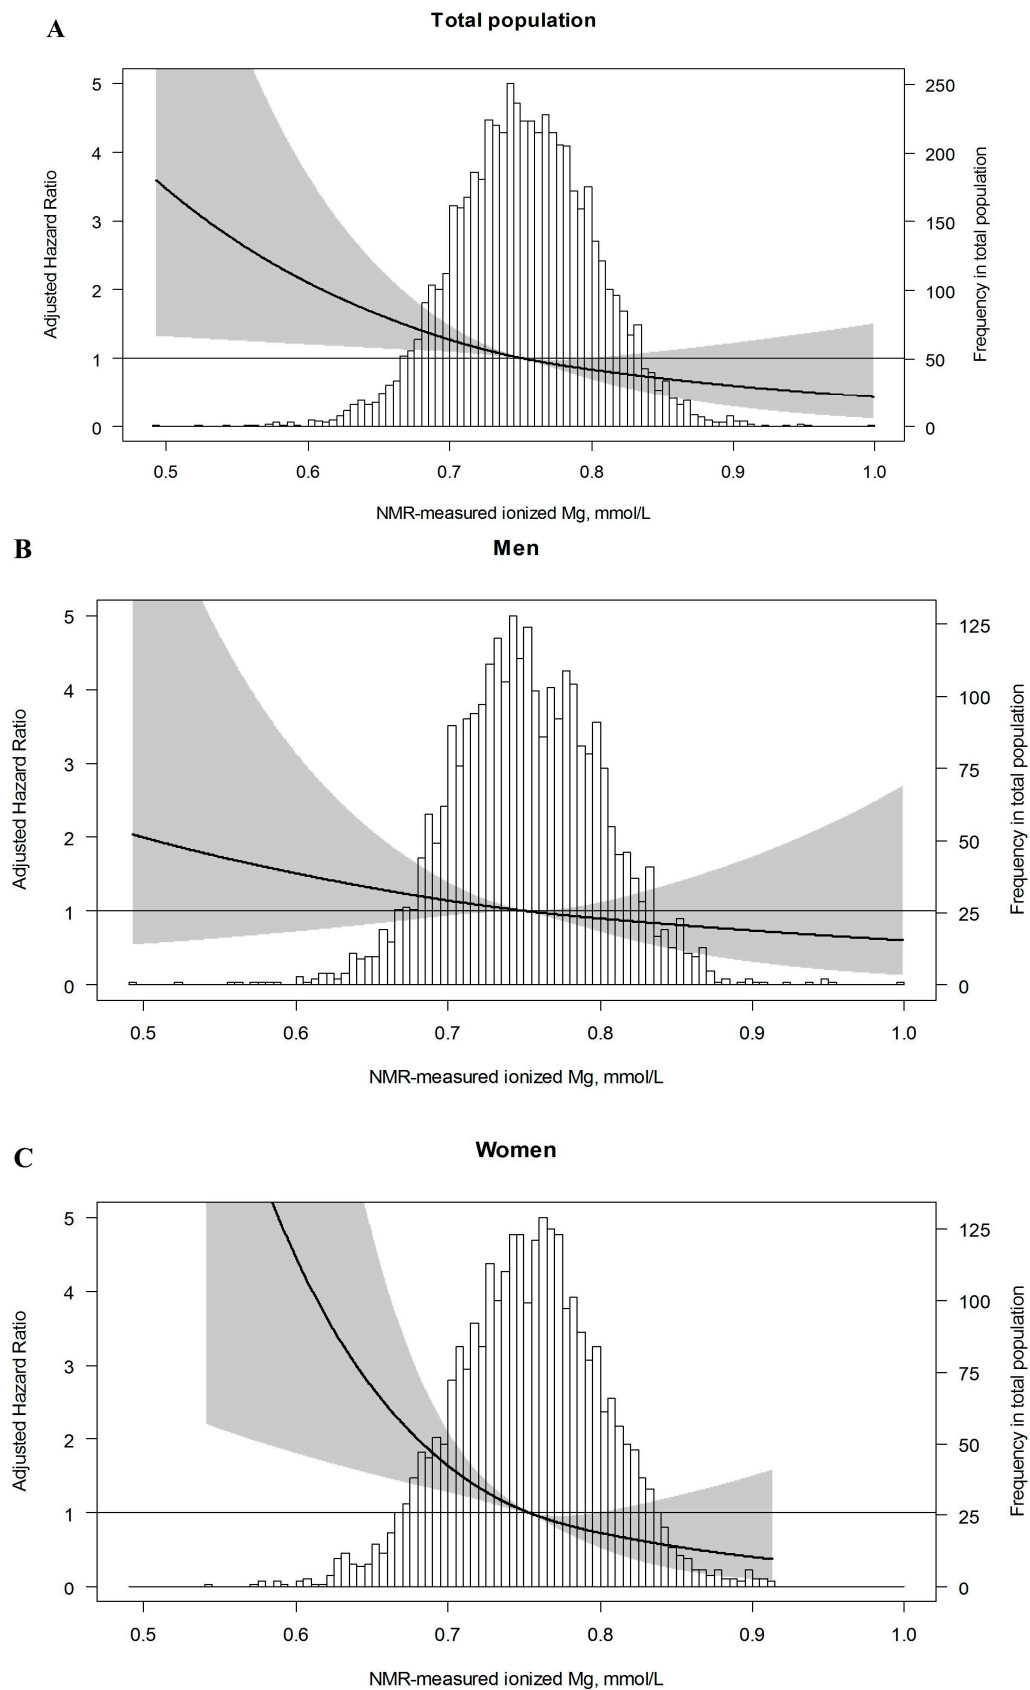 A
Total population
5
4
3
2
1
0
Adjusted Hazard Ratio
250
200
150
100
50
0
Frequency in total population
0.5 0.6 0.7 0.8 0.9 1.0
NMR-measured ionized Mg, mmol/L
B
Men
5
4
3
2
1
0
Adjusted Hazard Ratio
125
100
75
50
25
0
Frequency in total population
0.5 0.6 0.7 0.8 0.9 1.0
NMR-measured ionized Mg, mmol/L
C
Women
5
4
3
2
1
0
Adjusted Hazard Ratio
125
100
75
50
25
0
Frequency in total population
0.5 0.6 0.7 0.8 0.9 1.0
NMR-measured ionized Mg, mmol/L